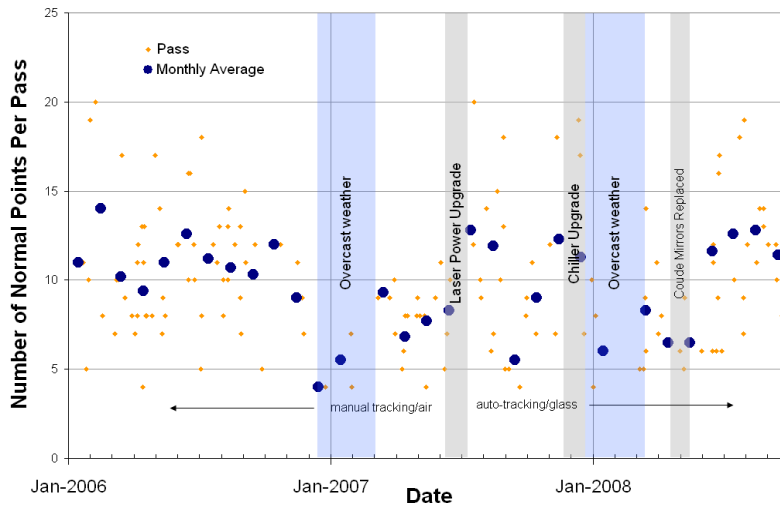 25
20
15
10
5
0
Number of Normal Points Per Pass
Pass
Monthly Average
Overcast weather
Laser Power Upgrade
Chiller Upgrade
Overcast weather
Coude Mirrors Replaced
manual tracking/air
auto-tracking/glass
Jan-2006
Jan-2007
Jan-2008
Date